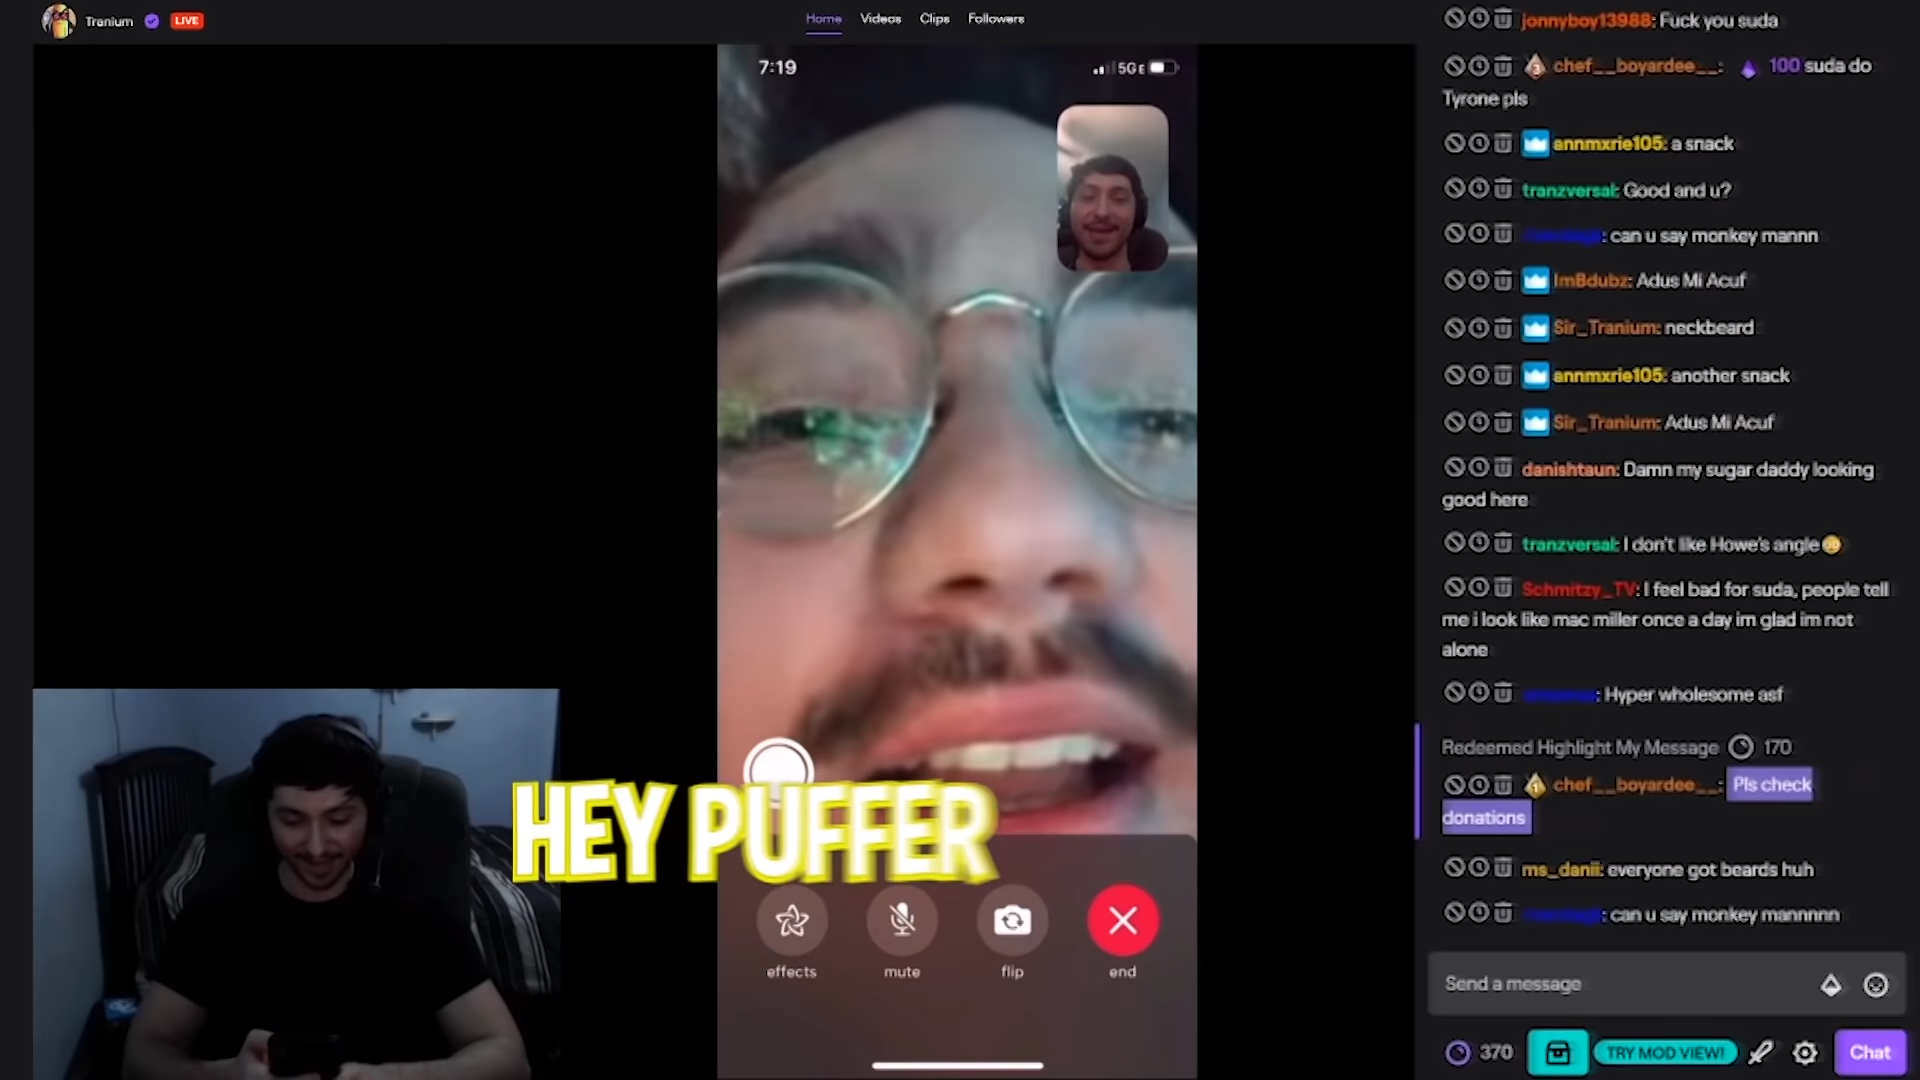 Tranium LIVE
Home Videos Clips Followers
7:19
5GE
HEY PUFFER
effects mute flip end
jonnyboy13988: Fuck you suda
chef__boyardee__: 100 suda do
Tyrone pls
annmxrie105: a snack
tranzversal: Good and u?
: can u say monkey mannn
ImBdubz: Adus Mi Acuf
Sir_Tranium: neckbeard
annmxrie105: another snack
Sir_Tranium: Adus Mi Acuf
danishtaun: Damn my sugar daddy looking
good here
tranzversal: I don't like Howe's angle
Schmitzy_TV: I feel bad for suda, people tell
me i look like mac miller once a day im glad im not
alone
: Hyper wholesome asf
Redeemed Highlight My Message 170
chef__boyardee__: Pls check
donations
ms_danii: everyone got beards huh
: can u say monkey mannnnn
Send a message
370 TRY MOD VIEW! Chat